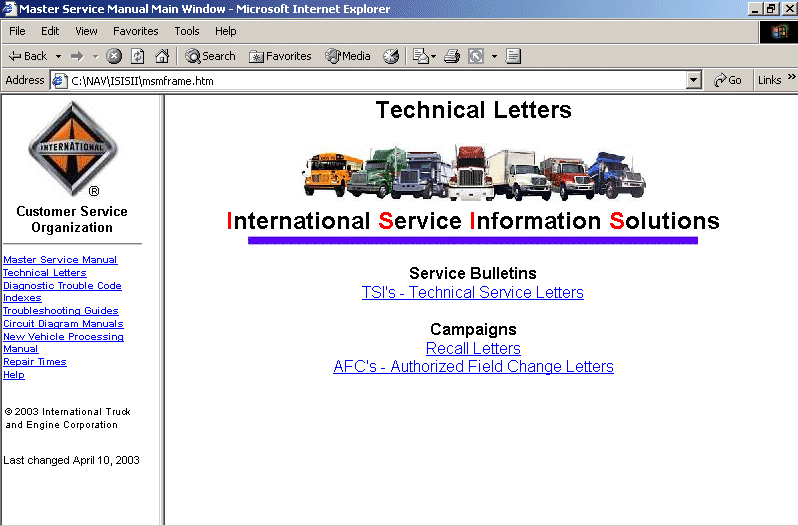 Master Service Manual Main Window - Microsoft Internet Explorer
File Edit View Favorites Tools Help
Back Search Favorites Media
Address C:\NAV\ISISII\msmframe.htm Go Links »
INTERNATIONAL
®
Customer Service
Organization
Master Service Manual
Technical Letters
Diagnostic Trouble Code
Indexes
Troubleshooting Guides
Circuit Diagram Manuals
New Vehicle Processing
Manual
Repair Times
Help
© 2003 International Truck
and Engine Corporation
Last changed April 10, 2003
Technical Letters
International Service Information Solutions
Service Bulletins
TSI's - Technical Service Letters
Campaigns
Recall Letters
AFC's - Authorized Field Change Letters